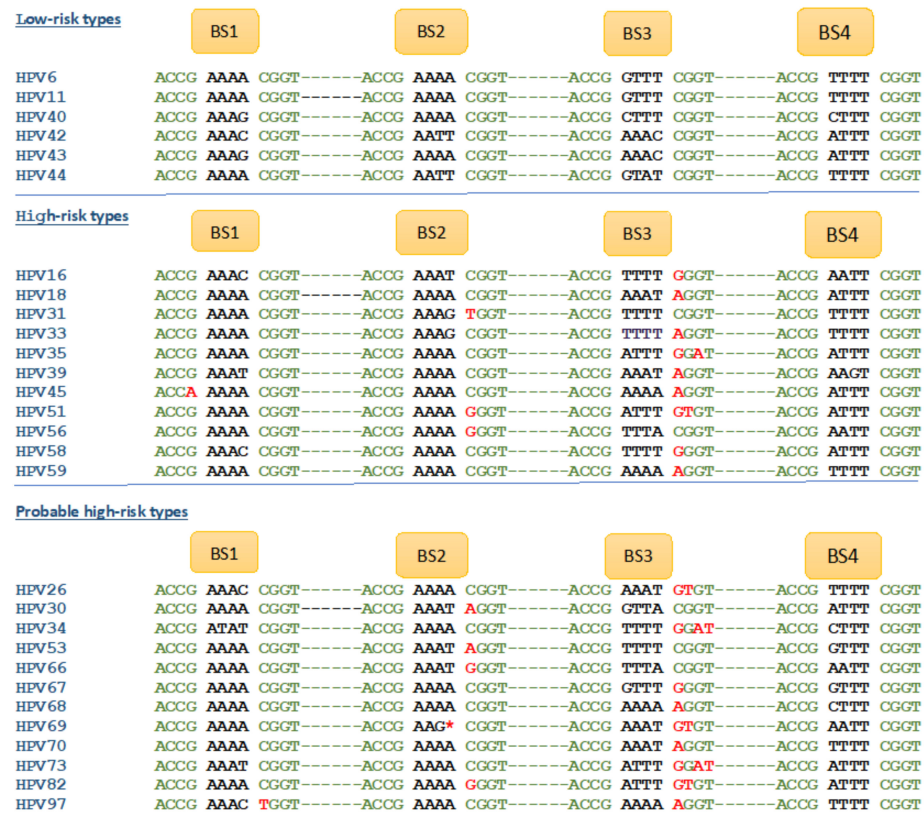 Low-risk types
BS1 BS2 BS3 BS4
HPV6 ACCG AAAA CGGT------ACCG AAAA CGGT------ACCG GTTT CGGT------ACCG TTTT CGGT
HPV11 ACCG AAAA CGGT------ACCG AAAA CGGT------ACCG GTTT CGGT------ACCG TTTT CGGT
HPV40 ACCG AAAG CGGT------ACCG AAAA CGGT------ACCG CTTT CGGT------ACCG CTTT CGGT
HPV42 ACCG AAAC CGGT------ACCG AATT CGGT------ACCG AAAC CGGT------ACCG ATTT CGGT
HPV43 ACCG AAAG CGGT------ACCG AAAA CGGT------ACCG AAAC CGGT------ACCG ATTT CGGT
HPV44 ACCG AAAA CGGT------ACCG AATT CGGT------ACCG GTAT CGGT------ACCG TTTT CGGT
High-risk types
BS1 BS2 BS3 BS4
HPV16 ACCG AAAC CGGT------ACCG AAAT CGGT------ACCG TTTT GGGT------ACCG AATT CGGT
HPV18 ACCG AAAA CGGT------ACCG AAAA CGGT------ACCG AAAT AGGT------ACCG ATTT CGGT
HPV31 ACCG AAAA CGGT------ACCG AAAG TGGT------ACCG TTTT CGGT------ACCG TTTT CGGT
HPV33 ACCG AAAA CGGT------ACCG AAAG CGGT------ACCG TTTT AGGT------ACCG TTTT CGGT
HPV35 ACCG AAAA CGGT------ACCG AAAA CGGT------ACCG ATTT GGAT------ACCG ATTT CGGT
HPV39 ACCG AAAT CGGT------ACCG AAAA CGGT------ACCG AAAT AGGT------ACCG AAGT CGGT
HPV45 ACCA AAAA CGGT------ACCG AAAA CGGT------ACCG AAAA AGGT------ACCG ATTT CGGT
HPV51 ACCG AAAA CGGT------ACCG AAAA GGGT------ACCG ATTT GTGT------ACCG ATTT CGGT
HPV56 ACCG AAAA CGGT------ACCG AAAA GGGT------ACCG TTTA CGGT------ACCG AATT CGGT
HPV58 ACCG AAAC CGGT------ACCG AAAA CGGT------ACCG TTTT GGGT------ACCG ATTT CGGT
HPV59 ACCG AAAA CGGT------ACCG AAAA CGGT------ACCG AAAA AGGT------ACCG TTTT CGGT
Probable high-risk types
BS1 BS2 BS3 BS4
HPV26 ACCG AAAC CGGT------ACCG AAAA CGGT------ACCG AAAT GTGT------ACCG TTTT CGGT
HPV30 ACCG AAAA CGGT------ACCG AAAT AGGT------ACCG GTTA CGGT------ACCG ATTT CGGT
HPV34 ACCG ATAT CGGT------ACCG AAAA CGGT------ACCG TTTT GGAT------ACCG CTTT CGGT
HPV53 ACCG AAAA CGGT------ACCG AAAT AGGT------ACCG TTTT CGGT------ACCG GTTT CGGT
HPV66 ACCG AAAA CGGT------ACCG AAAT GGGT------ACCG TTTA CGGT------ACCG AATT CGGT
HPV67 ACCG AAAA CGGT------ACCG AAAA CGGT------ACCG GTTT GGGT------ACCG GTTT CGGT
HPV68 ACCG AAAA CGGT------ACCG AAAA CGGT------ACCG AAAA AGGT------ACCG CTTT CGGT
HPV69 ACCG AAAA CGGT------ACCG AAG* CGGT------ACCG AAAT GTGT------ACCG AATT CGGT
HPV70 ACCG AAAA CGGT------ACCG AAAA CGGT------ACCG AAAT AGGT------ACCG TTTT CGGT
HPV73 ACCG AAAT CGGT------ACCG AAAA CGGT------ACCG ATTT GGAT------ACCG ATTT CGGT
HPV82 ACCG AAAA CGGT------ACCG AAAA GGGT------ACCG ATTT GTGT------ACCG ATTT CGGT
HPV97 ACCG AAAC TGGT------ACCG AAAA CGGT------ACCG AAAA AGGT------ACCG TTTT CGGT